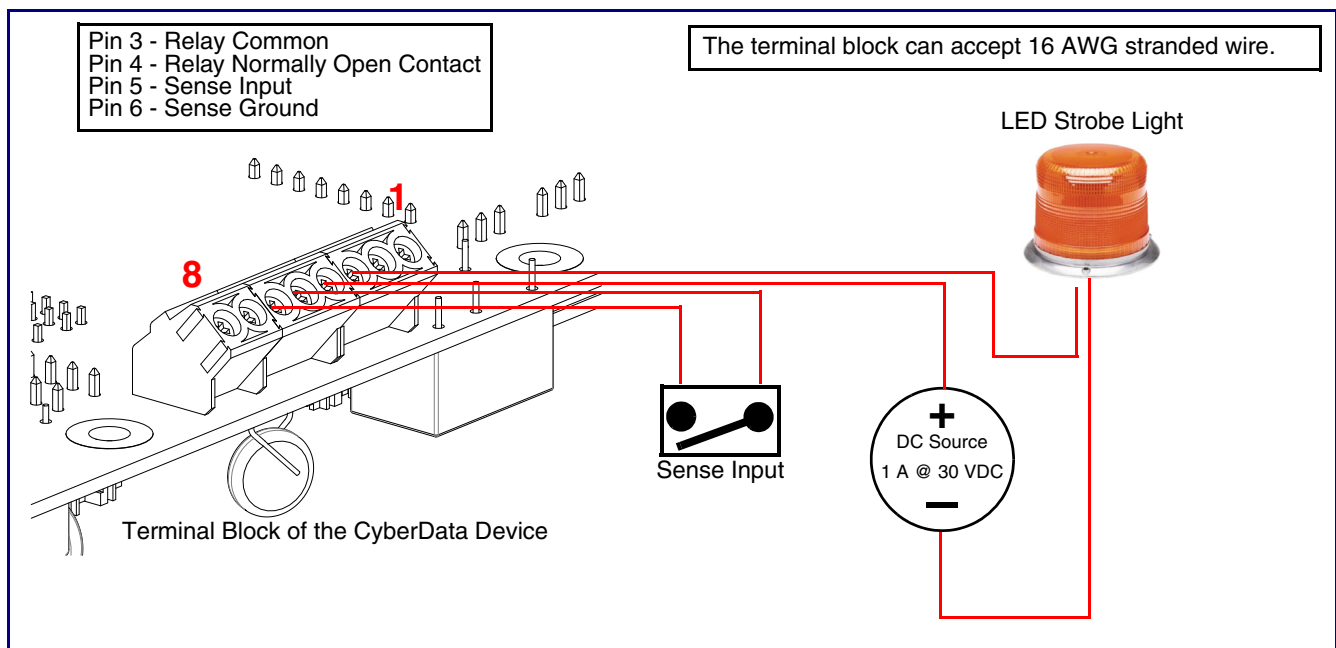 Pin 3 - Relay Common
Pin 4 - Relay Normally Open Contact
Pin 5 - Sense Input
Pin 6 - Sense Ground
The terminal block can accept 16 AWG stranded wire.
LED Strobe Light
1
8
Sense Input
+
DC Source
1 A @ 30 VDC
—
Terminal Block of the CyberData Device